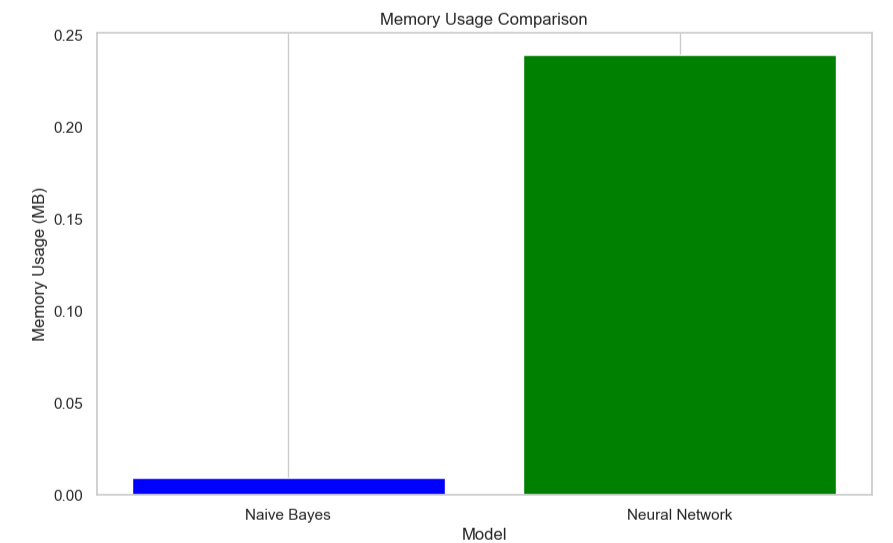 Memory Usage Comparison
0.25
0.20
0.15
0.10
0.05
0.00
Memory Usage (MB)
Naive Bayes
Neural Network
Model